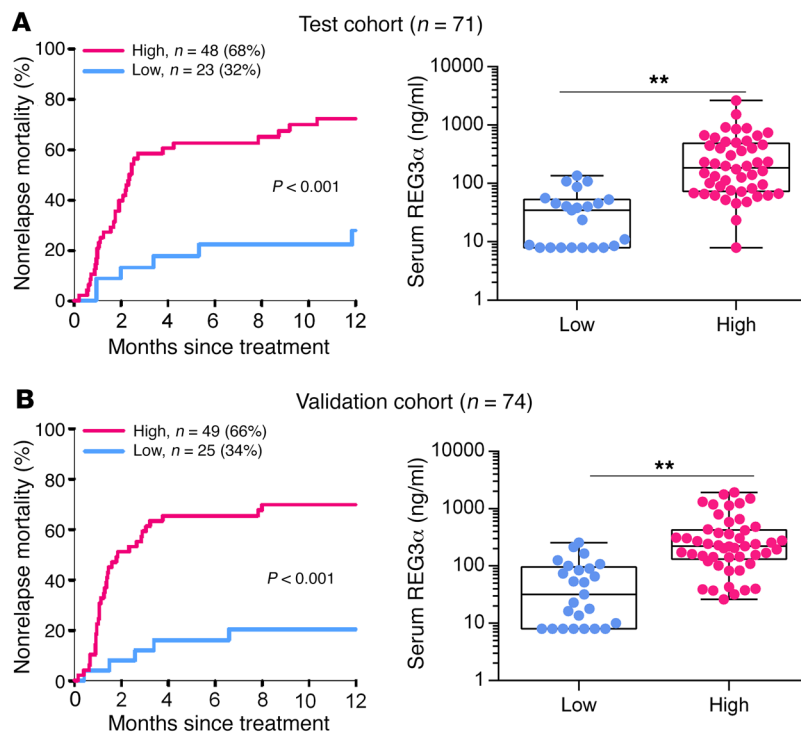 A
Test cohort (n = 71)
High, n = 48 (68%)
Low, n = 23 (32%)
Nonrelapse mortality (%)
100
80
60
40
20
0
P < 0.001
0 2 4 6 8 10 12
Months since treatment
**
Serum REG3α (ng/ml)
10000
1000
100
10
1
Low High
B
Validation cohort (n = 74)
High, n = 49 (66%)
Low, n = 25 (34%)
Nonrelapse mortality (%)
100
80
60
40
20
0
P < 0.001
0 2 4 6 8 10 12
Months since treatment
**
Serum REG3α (ng/ml)
10000
1000
100
10
1
Low High